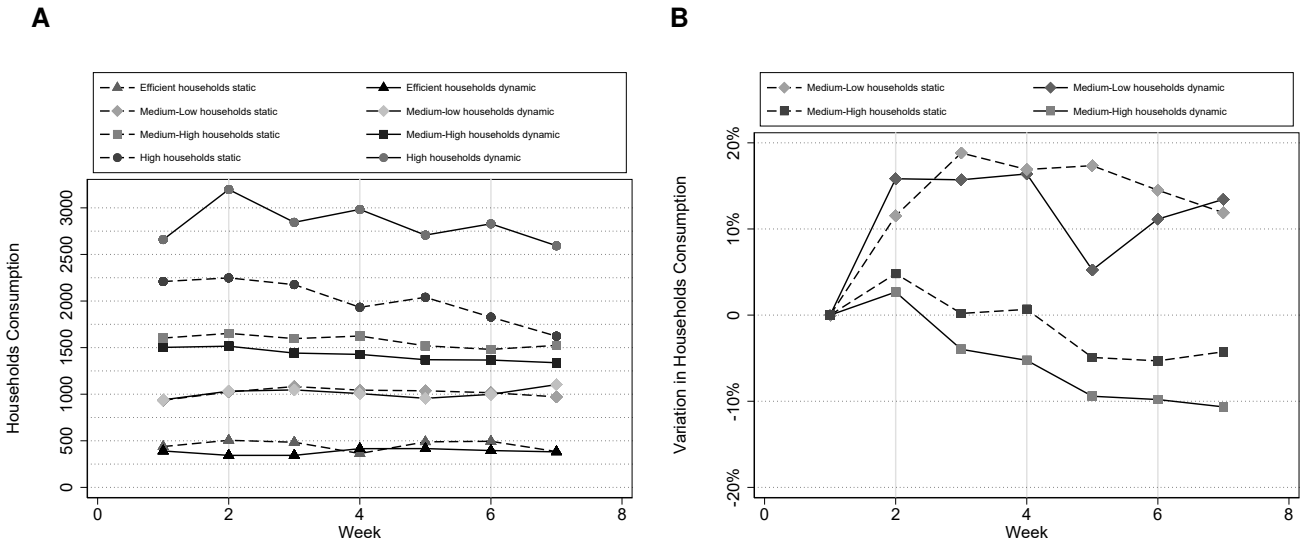 A
Efficient households static
Efficient households dynamic
Medium-Low households static
Medium-low households dynamic
Medium-High households static
Medium-High households dynamic
High households static
High households dynamic
Households Consumption
3000
2500
2000
1500
1000
500
0
0 2 4 6 8
Week
B
Medium-Low households static
Medium-Low households dynamic
Medium-High households static
Medium-High households dynamic
Variation in Households Consumption
20%
10%
0
-10%
-20%
0 2 4 6 8
Week